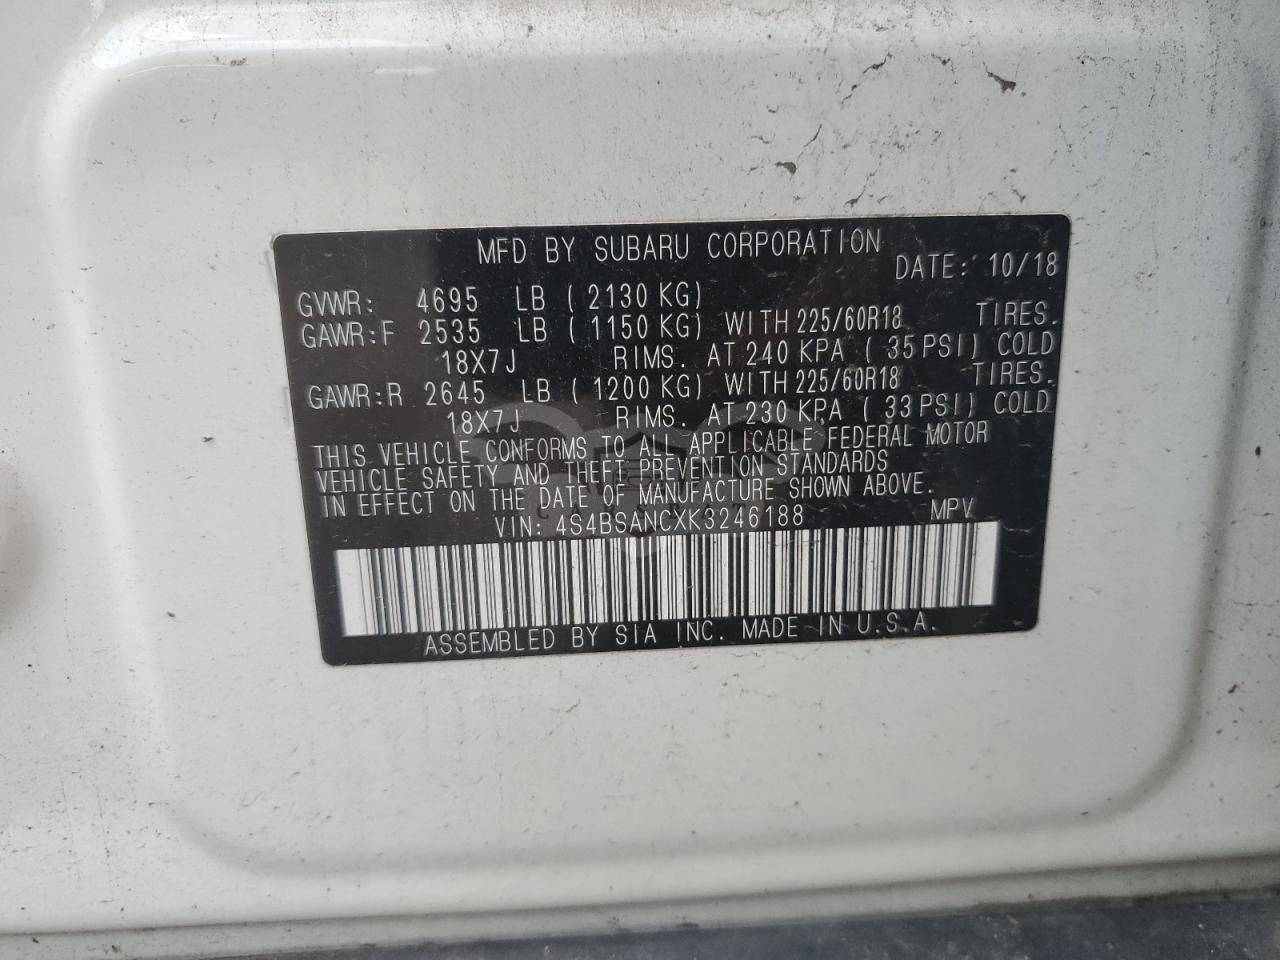 MFD BY SUBARU CORPORATION
DATE: 10/18
GVWR: 4695 LB ( 2130 KG)
GAWR:F 2535 LB ( 1150 KG) WITH 225/60R18 TIRES.
18X7J RIMS. AT 240 KPA ( 35 PSI) COLD
GAWR:R 2645 LB ( 1200 KG) WITH 225/60R18 TIRES.
18X7J RIMS. AT 230 KPA ( 33 PSI) COLD
THIS VEHICLE CONFORMS TO ALL APPLICABLE FEDERAL MOTOR
VEHICLE SAFETY AND THEFT PREVENTION STANDARDS
IN EFFECT ON THE DATE OF MANUFACTURE SHOWN ABOVE.
VIN: 4S4BSANCXK3246188 MPV
ASSEMBLED BY SIA INC. MADE IN U.S.A.